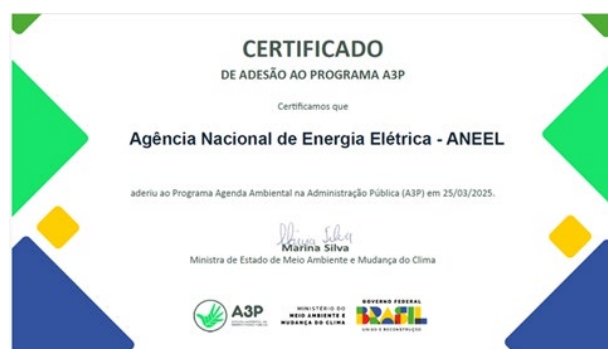 CERTIFICADO
DE ADESÃO AO PROGRAMA A3P
Certificamos que
Agência Nacional de Energia Elétrica - ANEEL
aderiu ao Programa Agenda Ambiental na Administração Pública (A3P) em 25/03/2025.
Marina Silva
Ministra de Estado de Meio Ambiente e Mudança do Clima
A3P
MINISTÉRIO DO
MEIO AMBIENTE E
MUDANÇA DO CLIMA
GOVERNO FEDERAL
BRASIL
UNIÃO E RECONSTRUÇÃO